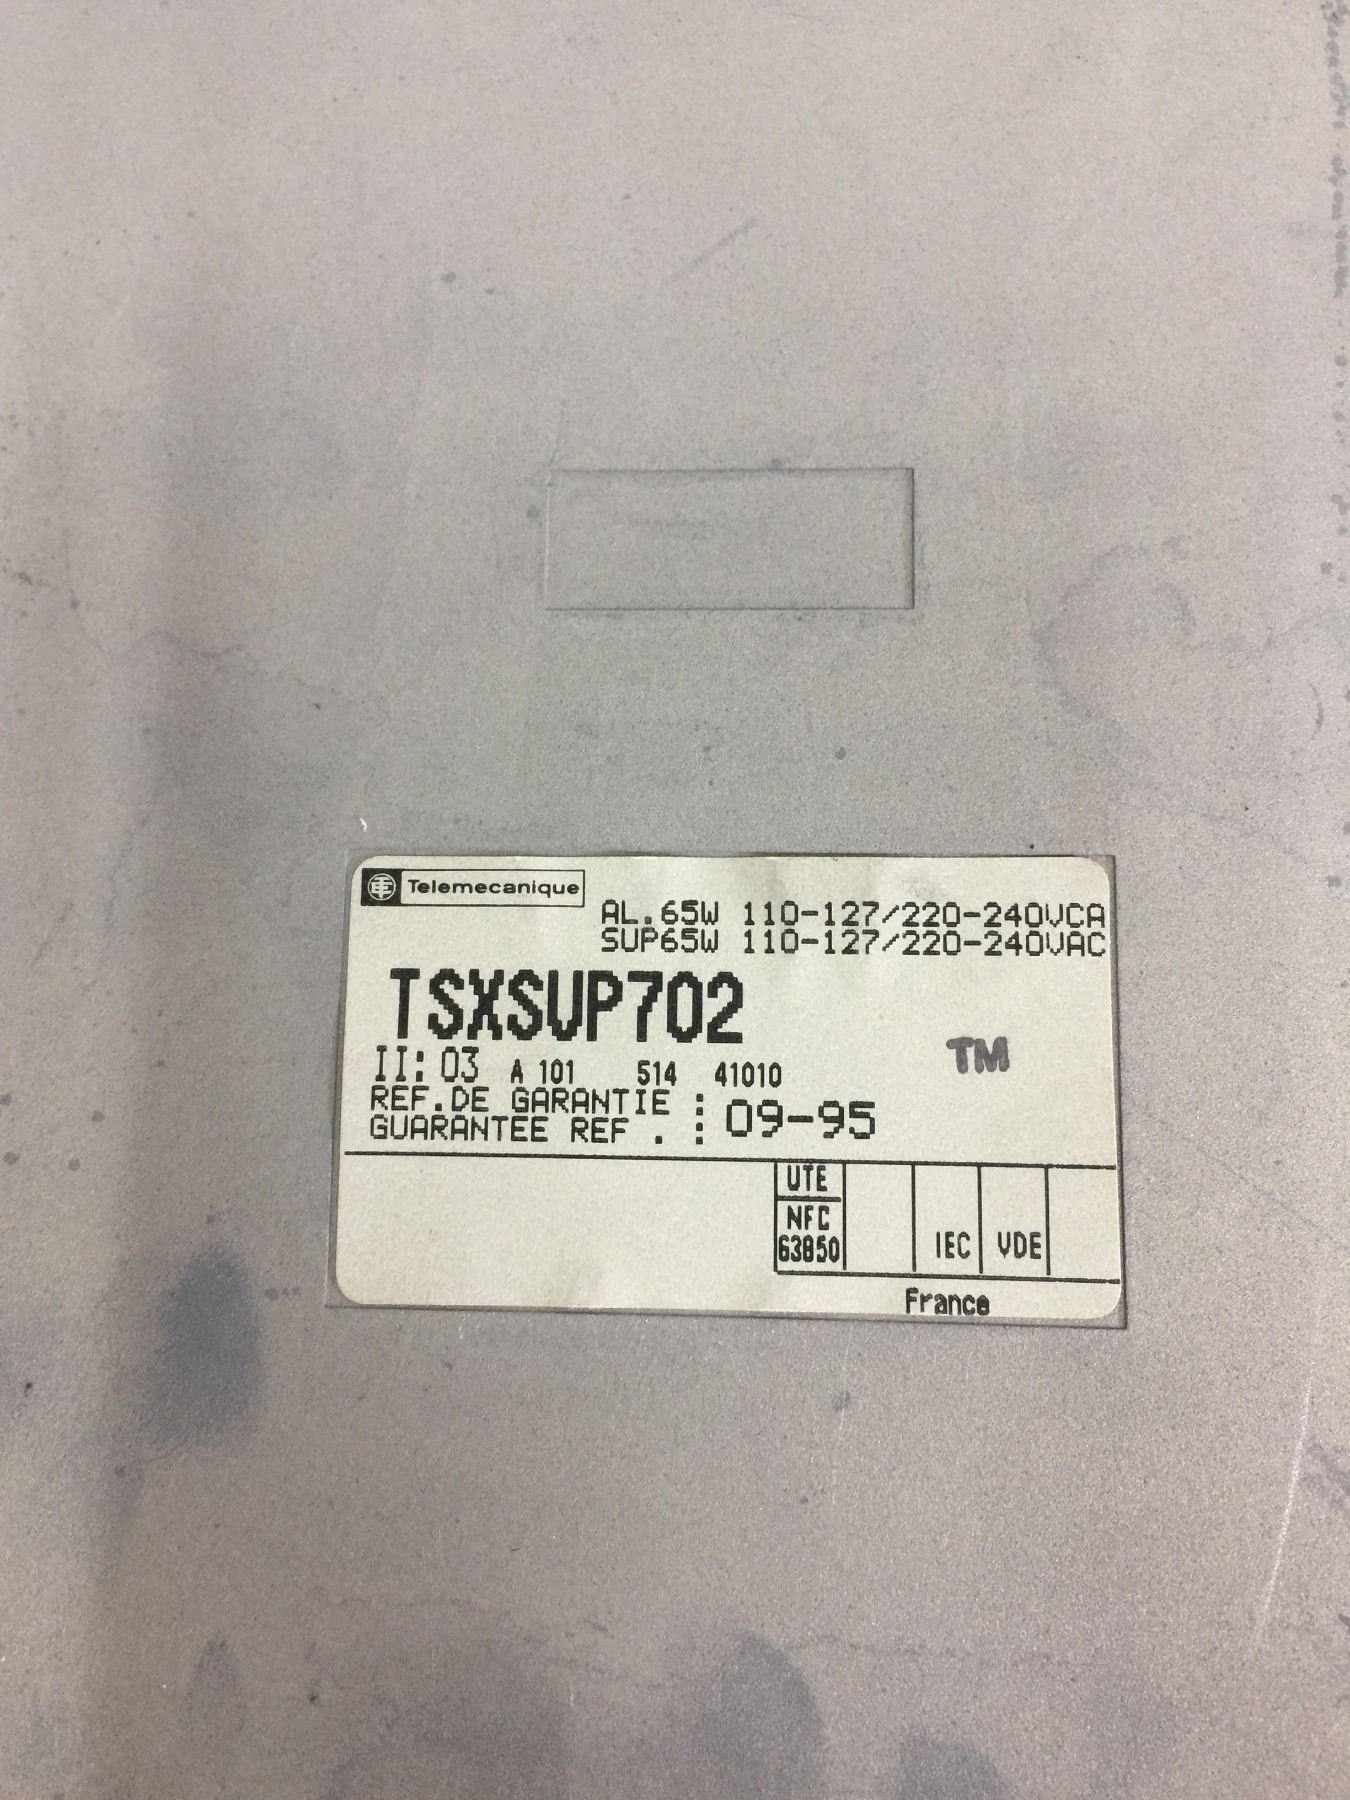 Telemecanique
AL.65W 110-127/220-240VCA
SUP65W 110-127/220-240VAC
TSXSUP702
II: 03 A 101 514 41010
TM
REF.DE GARANTIE :
GUARANTEE REF . : 09-95
UTE
NFC
63850
IEC
VDE
France